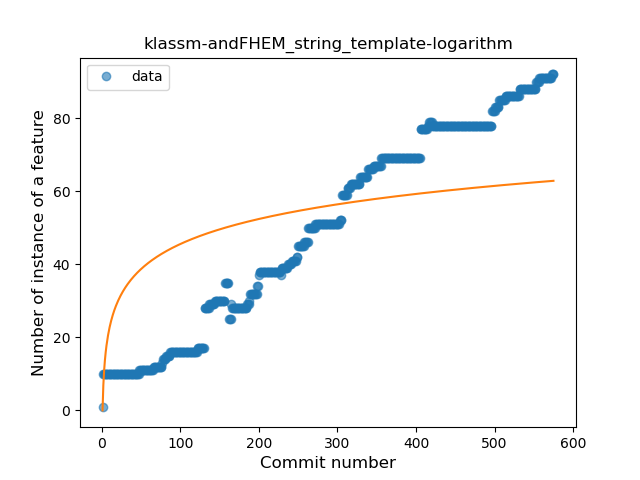 klassm-andFHEM_string_template-logarithm
data
Number of instance of a feature
80
60
40
20
0
0 100 200 300 400 500 600
Commit number